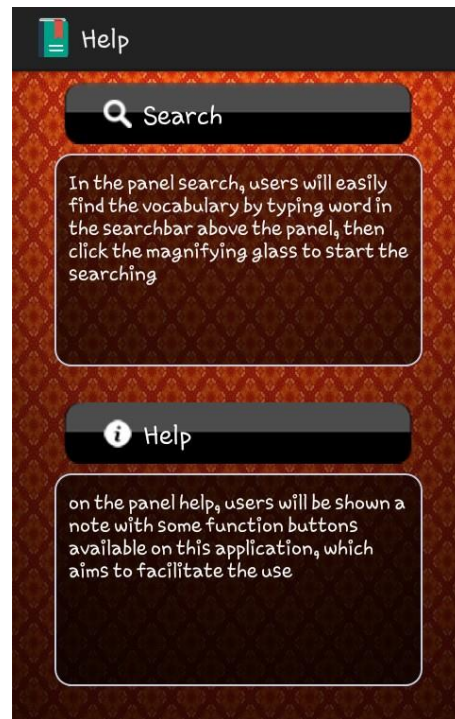 Help
Search
In the panel search, users will easily
find the vocabulary by typing word in
the searchbar above the panel, then
click the magnifying glass to start the
searching
Help
on the panel help, users will be shown a
note with some function buttons
available on this application, which
aims to facilitate the use